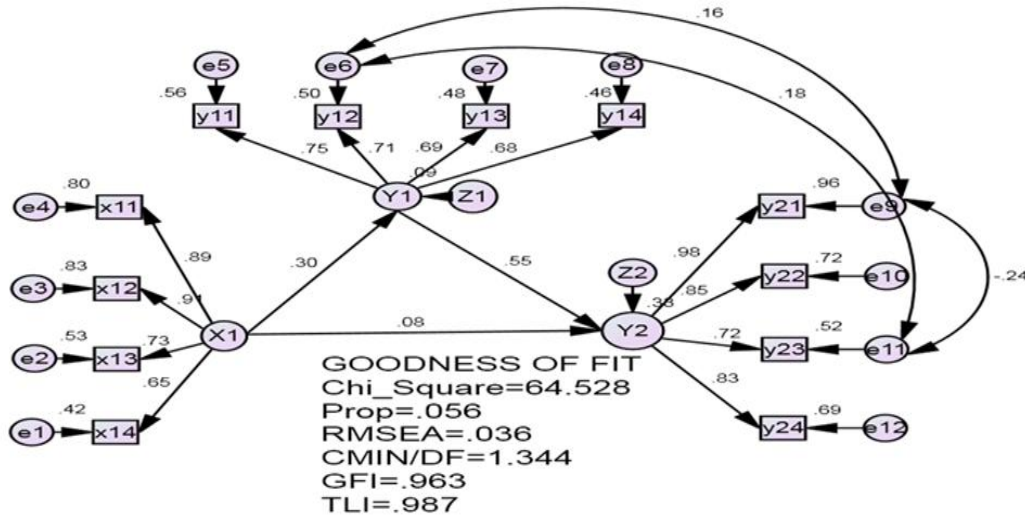 .16
e5
e6
e7
e8
.56
.50
.48
.46
.18
y11
y12
y13
y14
.75
.71
.69
.68
.09
.80
Y1
Z1
.96
e4
x11
y21
e9
.89
.30
.55
.98
.83
Z2
.72
-.24
e3
x12
.91
.85
y22
e10
.38
.53
X1
.08
Y2
.72
.52
e2
x13
.73
y23
e11
.65
GOODNESS OF FIT
.83
.42
Chi_Square=64.528
.69
e1
x14
Prop=.056
y24
e12
RMSEA=.036
CMIN/DF=1.344
GFI=.963
TLI=.987